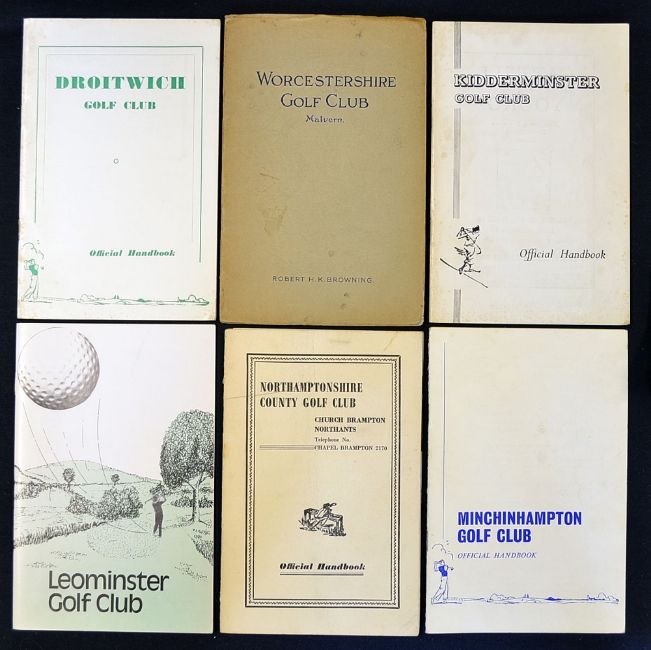 DROITWICH
GOLF CLUB
Official Handbook
WORCESTERSHIRE
GOLF CLUB
Malvern.
ROBERT H.K. BROWNING.
KIDDERMINSTER
GOLF CLUB
Official Handbook
Leominster
Golf Club
NORTHAMPTONSHIRE
COUNTY GOLF CLUB
CHURCH BRAMPTON
NORTHANTS
Telephone No.
CHAPEL BRAMPTON 2170
Official Handbook
MINCHINHAMPTON
GOLF CLUB
OFFICIAL HANDBOOK